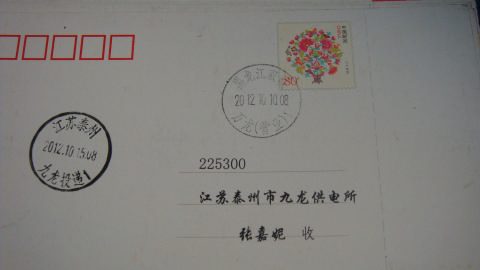 2012.10.10.08
江苏泰州
2012.10.15.08
九龙投递1
225300
江苏泰州市九龙供电所
张嘉妮 收